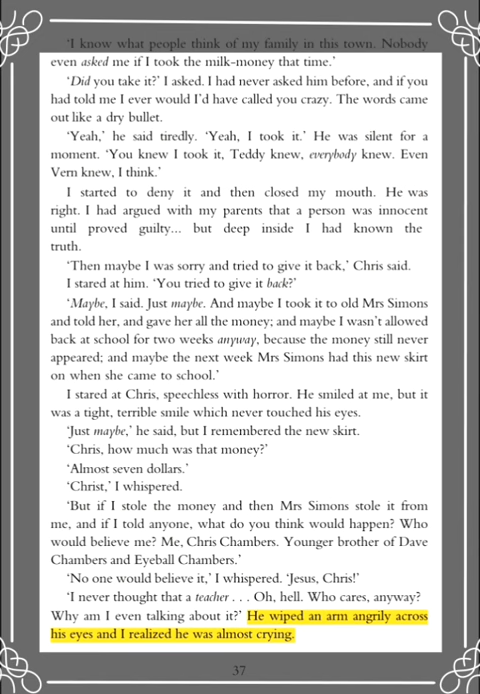 ‘I know what people think of my family in this town. Nobody
even asked me if I took the milk-money that time.’
‘Did you take it?’ I asked. I had never asked him before, and if you
had told me I ever would I’d have called you crazy. The words came
out like a dry bullet.
‘Yeah,’ he said tiredly. ‘Yeah, I took it.’ He was silent for a
moment. ‘You knew I took it, Teddy knew, everybody knew. Even
Vern knew, I think.’
I started to deny it and then closed my mouth. He was
right. I had argued with my parents that a person was innocent
until proved guilty... but deep inside I had known the
truth.
‘Then maybe I was sorry and tried to give it back,’ Chris said.
I stared at him. ‘You tried to give it back?’
‘Maybe, I said. Just maybe. And maybe I took it to old Mrs Simons
and told her, and gave her all the money; and maybe I wasn’t allowed
back at school for two weeks anyway, because the money still never
appeared; and maybe the next week Mrs Simons had this new skirt
on when she came to school.’
I stared at Chris, speechless with horror. He smiled at me, but it
was a tight, terrible smile which never touched his eyes.
‘Just maybe,’ he said, but I remembered the new skirt.
‘Chris, how much was that money?’
‘Almost seven dollars.’
‘Christ,’ I whispered.
‘But if I stole the money and then Mrs Simons stole it from
me, and if I told anyone, what do you think would happen? Who
would believe me? Me, Chris Chambers. Younger brother of Dave
Chambers and Eyeball Chambers.’
‘No one would believe it,’ I whispered. ‘Jesus, Chris!’
‘I never thought that a teacher . . . Oh, hell. Who cares, anyway?
Why am I even talking about it?’ He wiped an arm angrily across
his eyes and I realized he was almost crying.
37